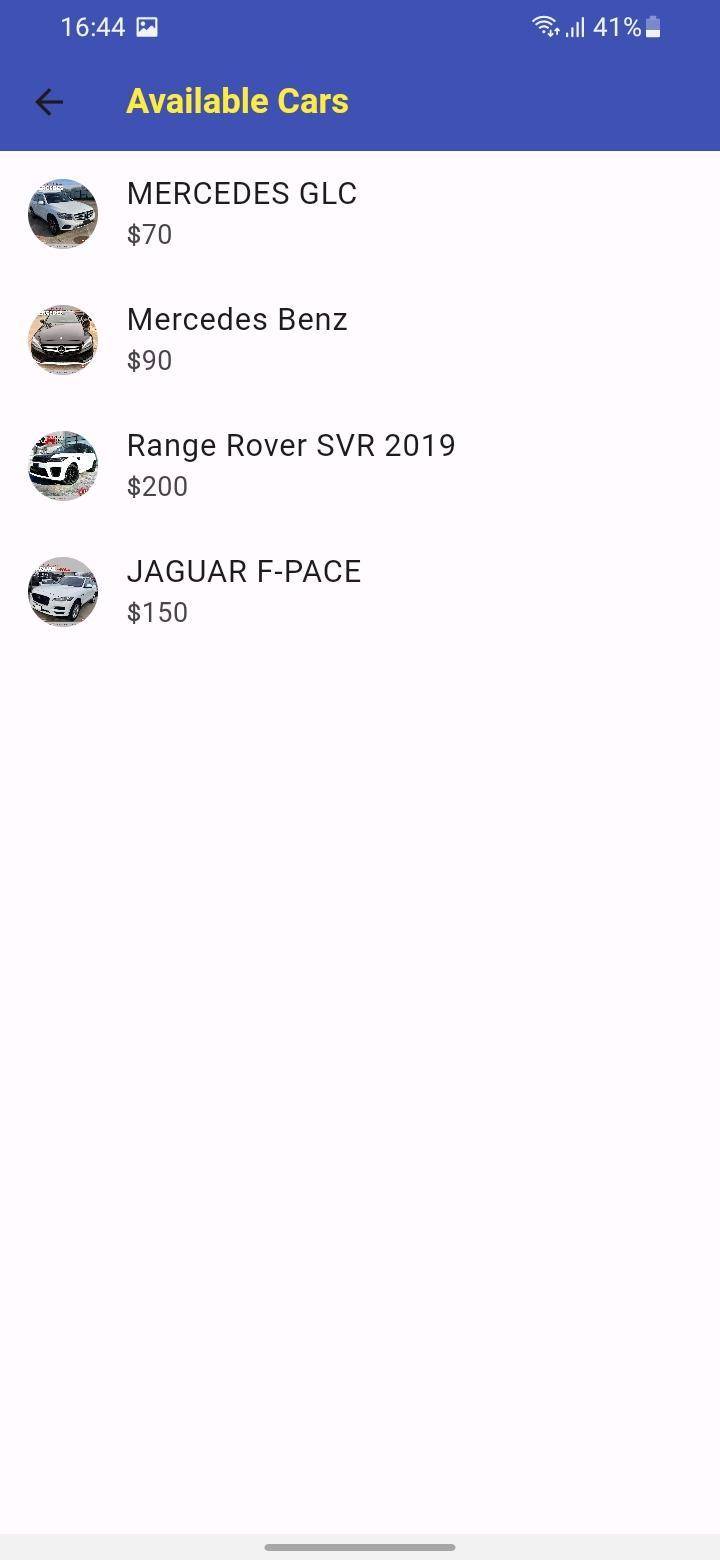 16:44
41%
Available Cars
MERCEDES GLC
$70
Mercedes Benz
$90
Range Rover SVR 2019
$200
JAGUAR F-PACE
$150